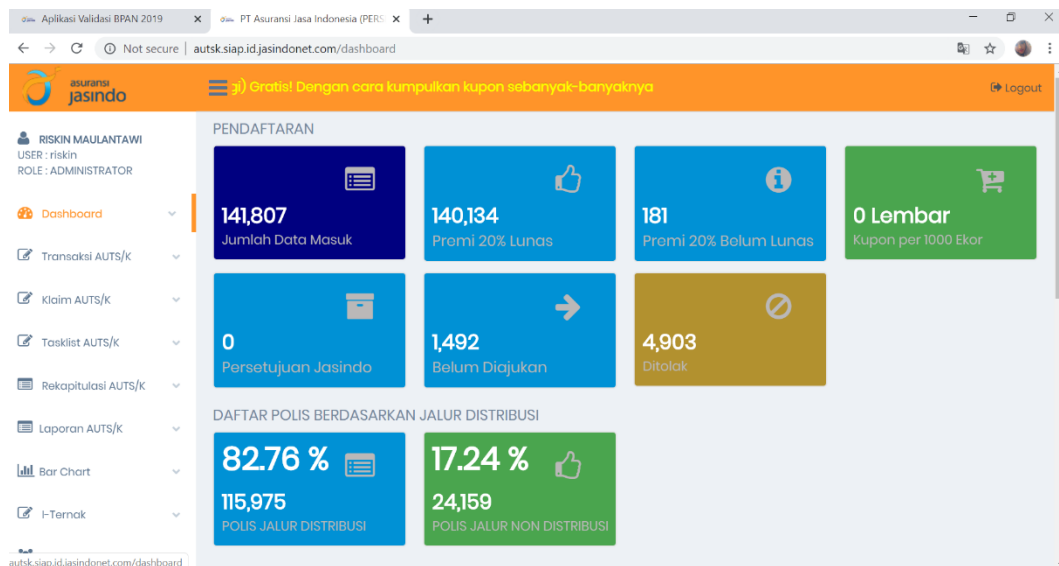 Aplikasi Validasi BPAN 2019
PT Asuransi Jasa Indonesia (PERS
Not secure | autsk.siap.id.jasindonet.com/dashboard
asuransi
jasindo
gi) Gratis! Dengan cara kumpulkan kupon sebanyak-banyaknya
Logout
RISKIN MAULANTAWI
USER : riskin
ROLE : ADMINISTRATOR
Dashboard
Transaksi AUTS/K
Klaim AUTS/K
Tasklist AUTS/K
Rekapitulasi AUTS/K
Laporan AUTS/K
Bar Chart
I-Ternak
autsk.siap.id.jasindonet.com/dashboard
PENDAFTARAN
141,807
Jumlah Data Masuk
140,134
Premi 20% Lunas
181
Premi 20% Belum Lunas
0 Lembar
Kupon per 1000 Ekor
0
Persetujuan Jasindo
1,492
Belum Diajukan
4,903
Ditolak
DAFTAR POLIS BERDASARKAN JALUR DISTRIBUSI
82.76 %
115,975
POLIS JALUR DISTRIBUSI
17.24 %
24,159
POLIS JALUR NON DISTRIBUSI